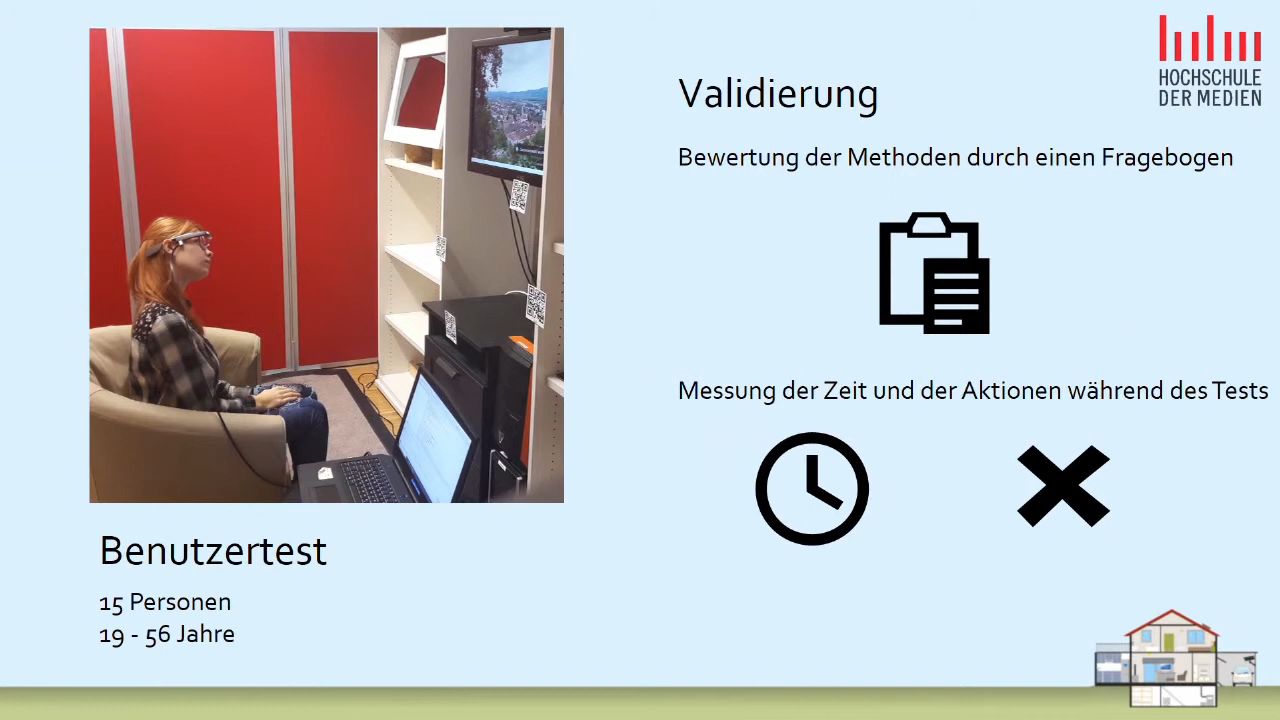 HOCHSCHULE
DER MEDIEN
Validierung
Bewertung der Methoden durch einen Fragebogen
Messung der Zeit und der Aktionen während des Tests
Benutzertest
15 Personen
19 - 56 Jahre